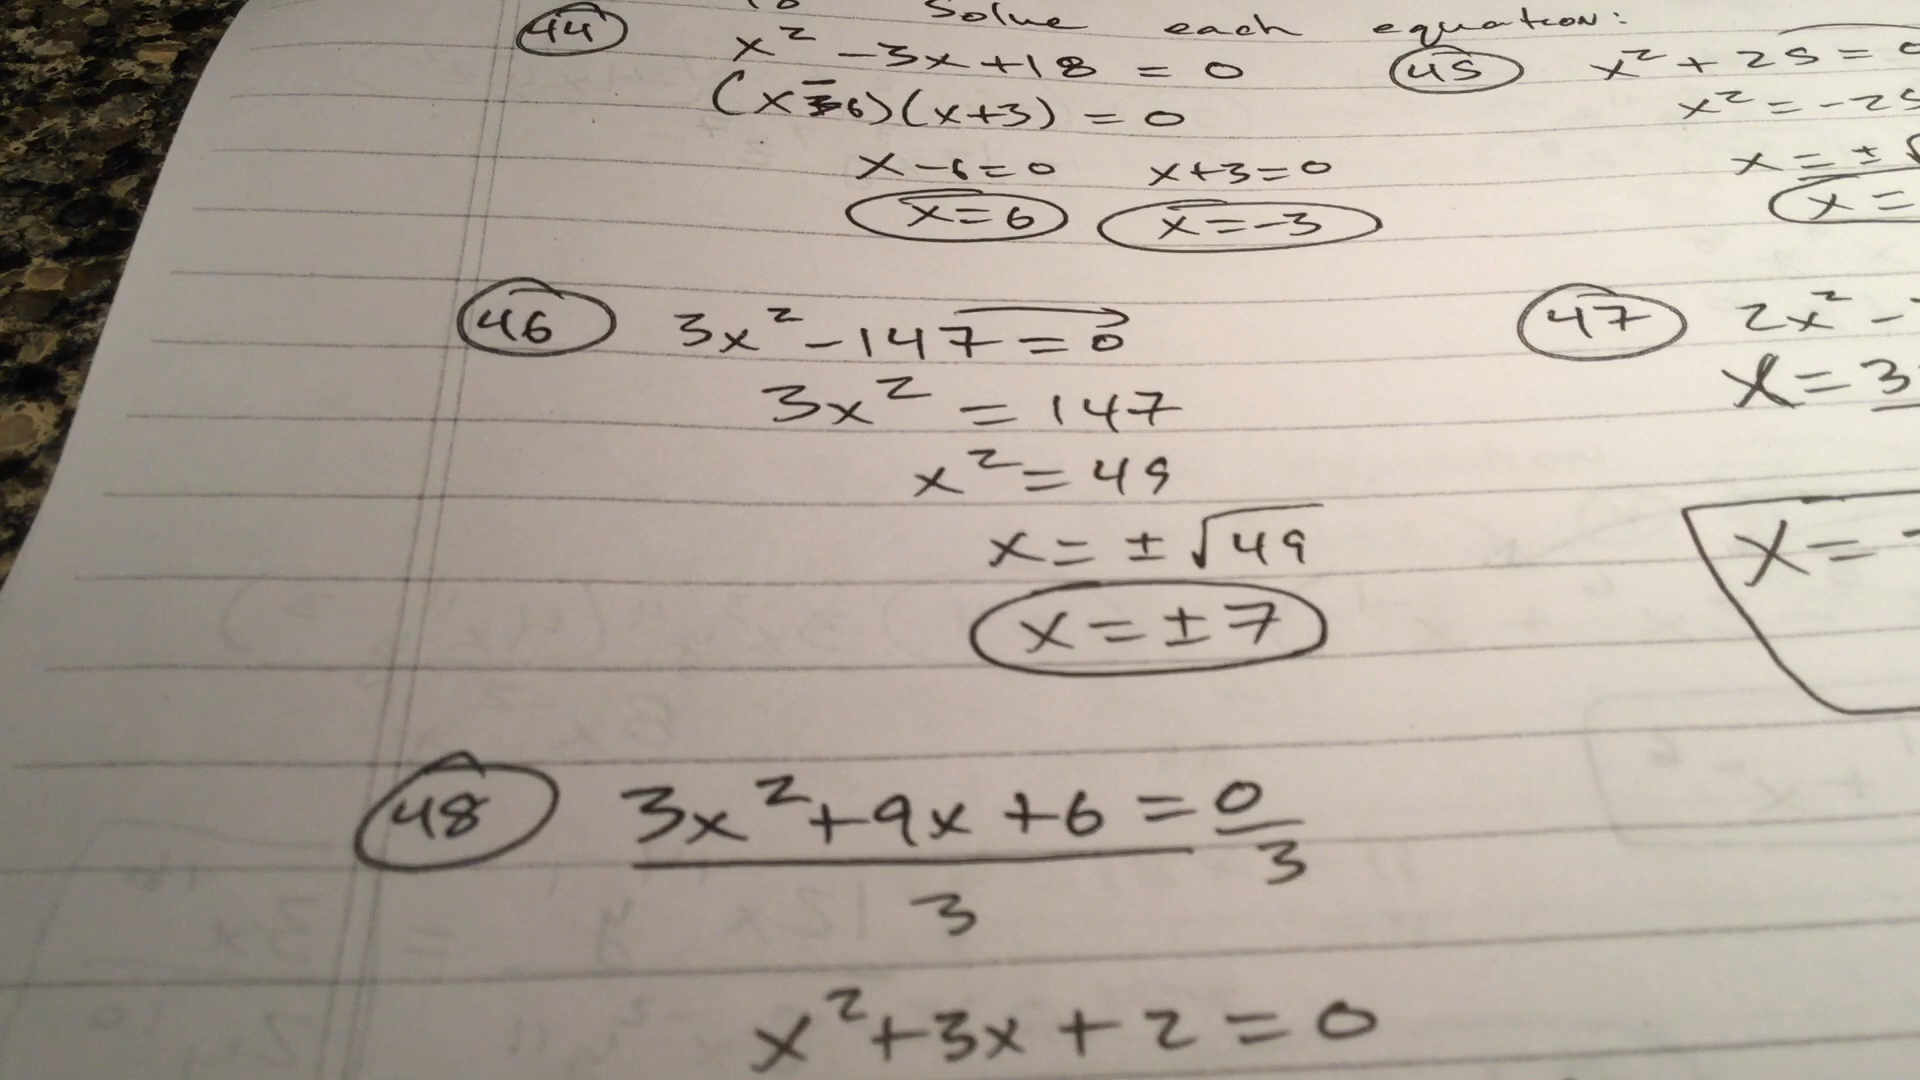 Solve each equation:
44 x² - 3x + 18 = 0
(x-6)(x+3) = 0
x-6=0 x+3=0
x=6 x=-3
45 x² + 25 =
x² = -25
x = ±
x =
46 3x² - 147 = 0
3x² = 147
x² = 49
x = ± √49
x = ± 7
47 2x² -
x = 3
x = -
48 3x² + 9x + 6 = 0
3 3
x² + 3x + 2 = 0